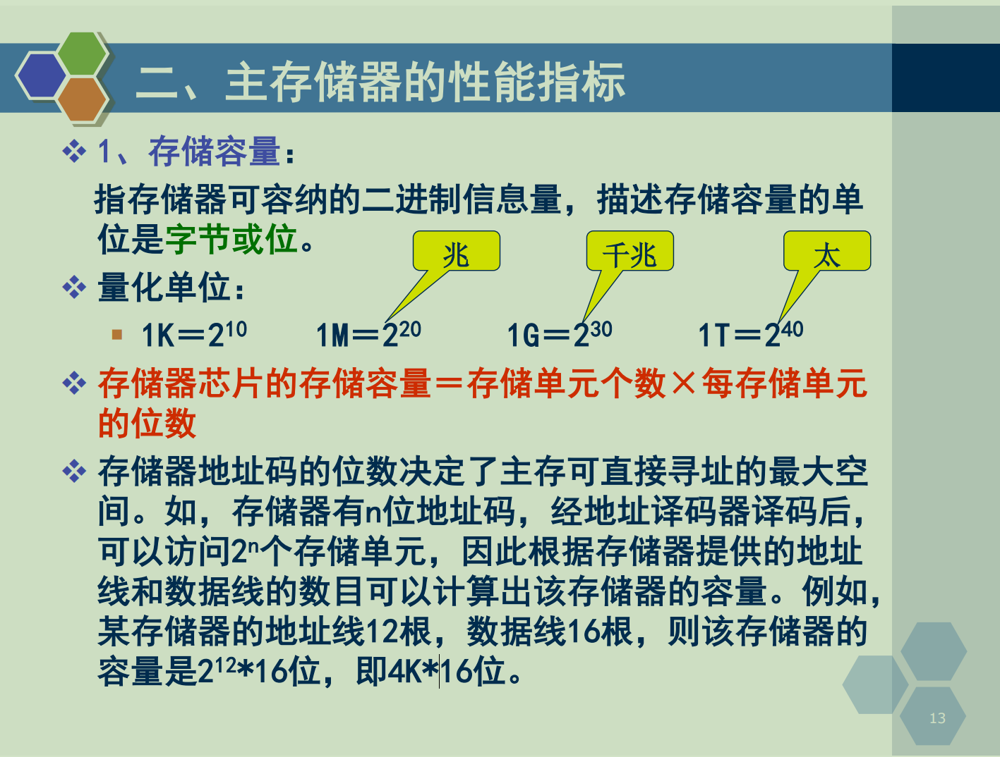 二、主存储器的性能指标
1、存储容量：
指存储器可容纳的二进制信息量，描述存储容量的单
位是字节或位。
兆 千兆 太
量化单位：
1K＝2¹⁰ 1M＝2²⁰ 1G＝2³⁰ 1T＝2⁴⁰
存储器芯片的存储容量＝存储单元个数×每存储单元
的位数
存储器地址码的位数决定了主存可直接寻址的最大空
间。如，存储器有n位地址码，经地址译码器译码后，
可以访问2ⁿ个存储单元，因此根据存储器提供的地址
线和数据线的数目可以计算出该存储器的容量。例如，
某存储器的地址线12根，数据线16根，则该存储器的
容量是2¹²*16位，即4K*16位。
13